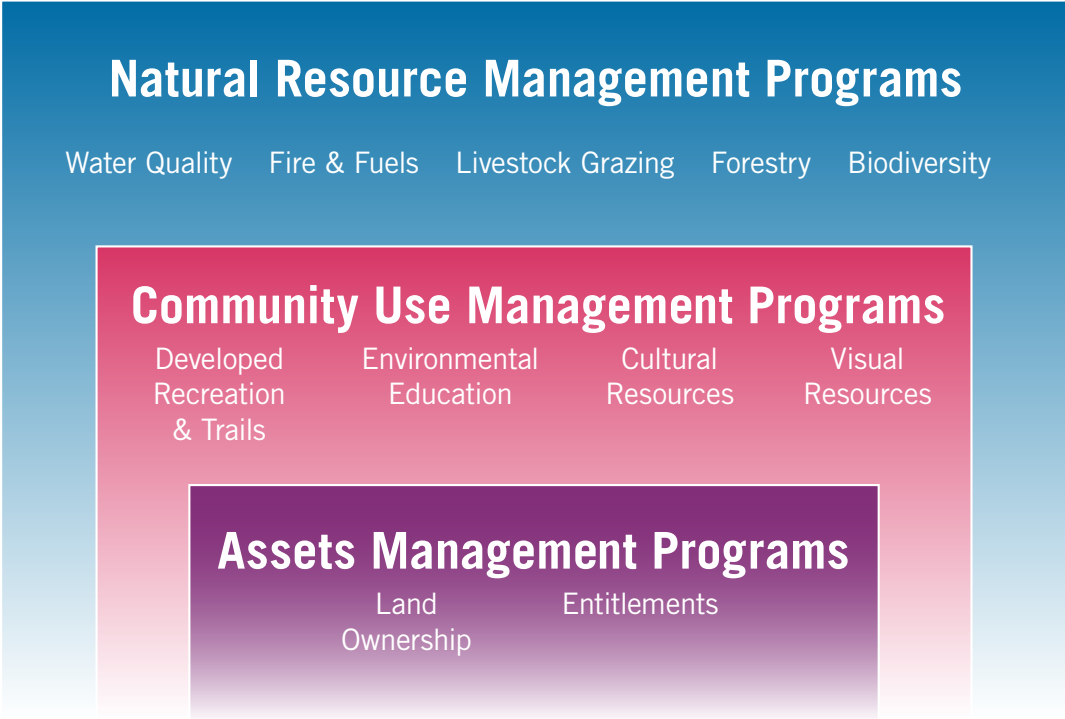 Natural Resource Management Programs
Water Quality Fire & Fuels Livestock Grazing Forestry Biodiversity
Community Use Management Programs
Developed
Recreation
& Trails
Environmental
Education
Cultural
Resources
Visual
Resources
Assets Management Programs
Land
Ownership
Entitlements